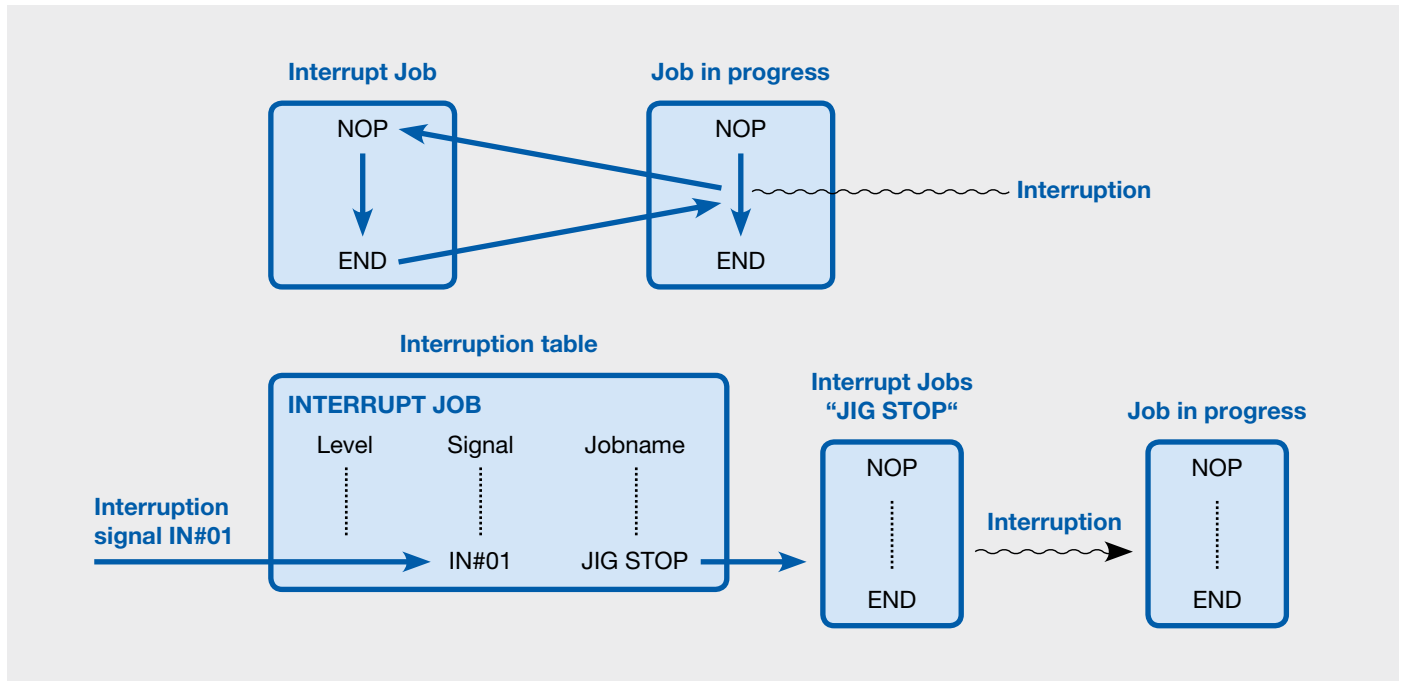 Interrupt Job
Job in progress
NOP
NOP
Interruption
END
END
Interruption table
INTERRUPT JOB
Level
Signal
Jobname
Interruption
signal IN#01
IN#01
JIG STOP
Interrupt Jobs
“JIG STOP“
NOP
END
Interruption
Job in progress
NOP
END